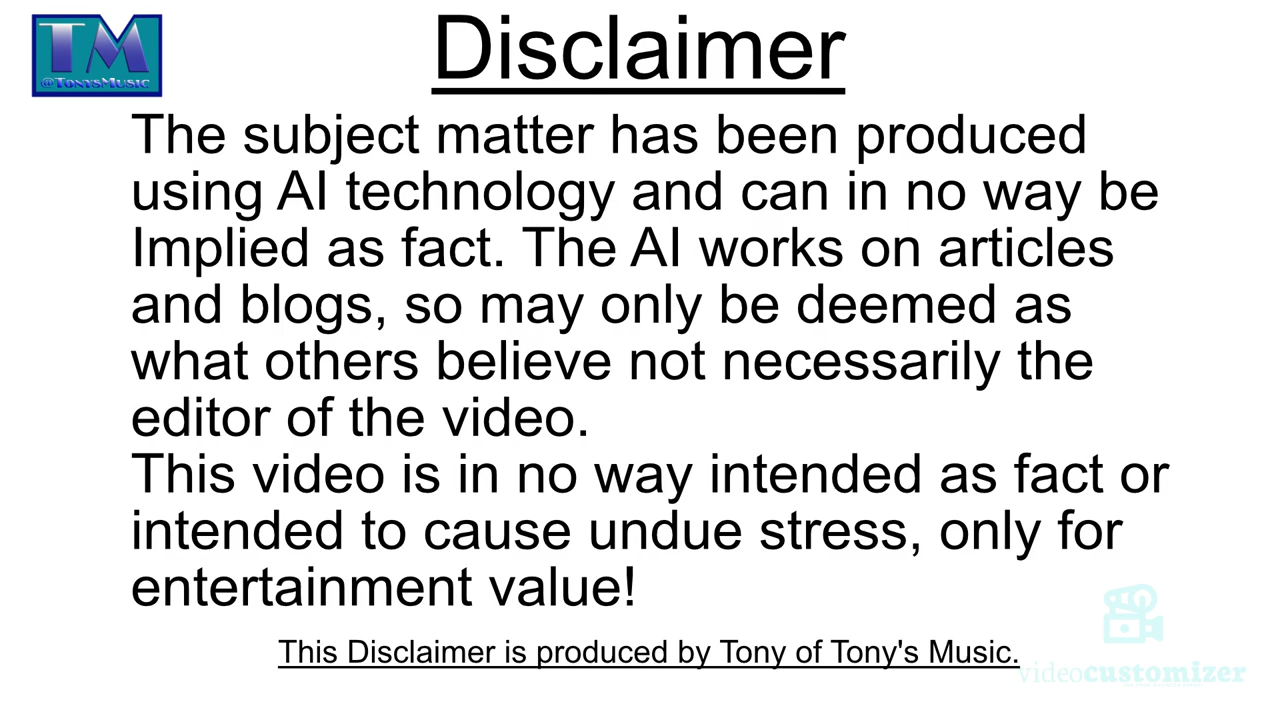 TM
@TonysMusic
Disclaimer
The subject matter has been produced
using AI technology and can in no way be
Implied as fact. The AI works on articles
and blogs, so may only be deemed as
what others believe not necessarily the
editor of the video.
This video is in no way intended as fact or
intended to cause undue stress, only for
entertainment value!
This Disclaimer is produced by Tony of Tony's Music.
videocustomizer